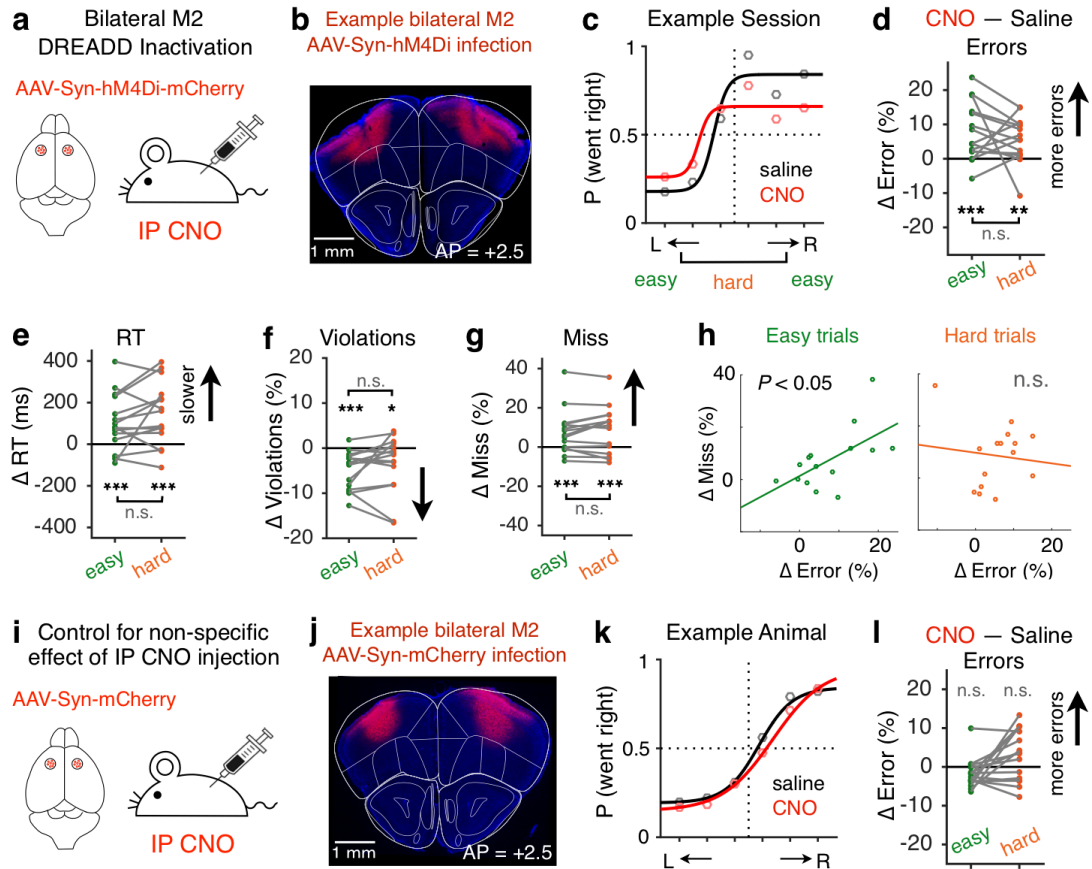 a
Bilateral M2
DREADD Inactivation
AAV-Syn-hM4Di-mCherry
IP CNO
b
Example bilateral M2
AAV-Syn-hM4Di infection
1 mm
AP = +2.5
c
Example Session
P (went right)
1
0.5
0
saline
CNO
L
R
easy
hard
easy
d
CNO — Saline
Errors
Δ Error (%)
20
10
0
-10
-20
more errors
***
**
n.s.
easy
hard
e
RT
Δ RT (ms)
400
200
0
-200
-400
slower
***
***
n.s.
easy
hard
f
Violations
Δ Violations (%)
20
10
0
-10
-20
n.s.
***
*
easy
hard
g
Miss
Δ Miss (%)
40
20
0
-20
-40
***
***
n.s.
easy
hard
h
Easy trials
Hard trials
P < 0.05
n.s.
Δ Miss (%)
40
0
0
20
Δ Error (%)
0
20
Δ Error (%)
i
Control for non-specific
effect of IP CNO injection
AAV-Syn-mCherry
IP CNO
j
Example bilateral M2
AAV-Syn-mCherry infection
1 mm
AP = +2.5
k
Example Animal
P (went right)
1
0.5
0
saline
CNO
L
R
l
CNO — Saline
Errors
n.s.
n.s.
Δ Error (%)
20
10
0
-10
-20
more errors
easy
hard